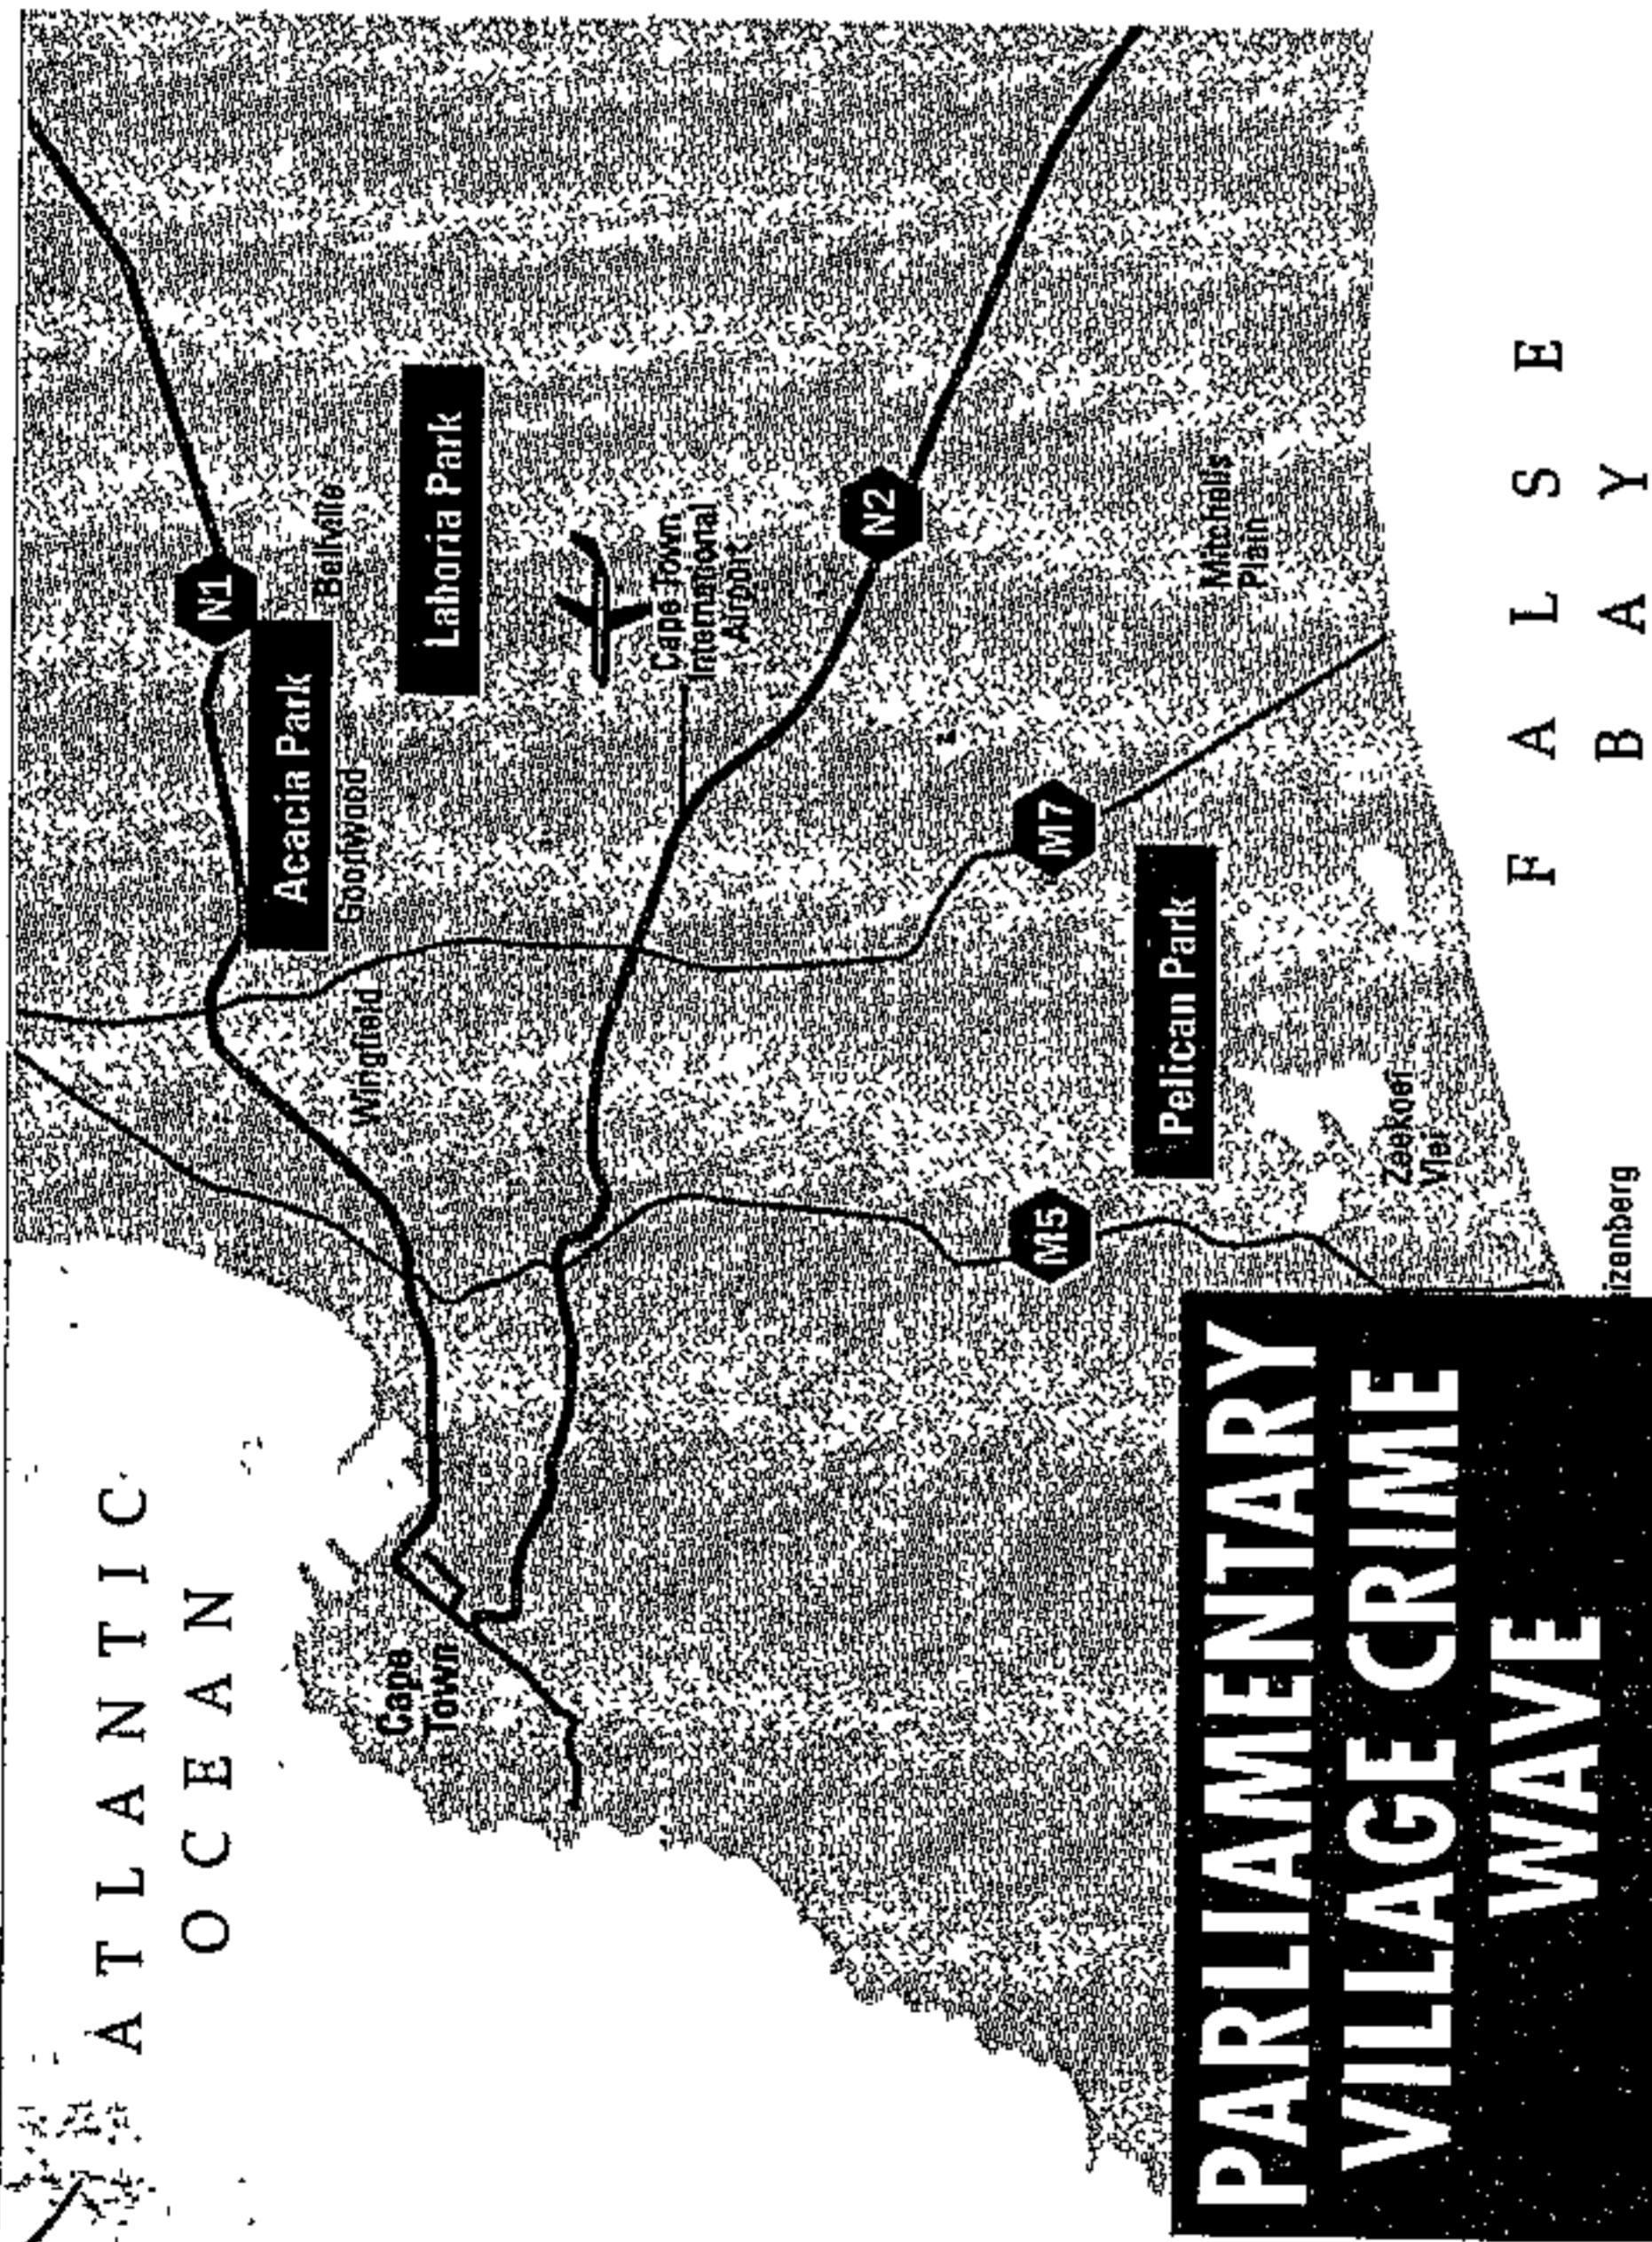 ATLANTIC
OCEAN
N1
Acacia Park
Bellville
Goodwood
Laboria Park
Wingfield
Cape
Town
Cape Town
International
Airport
N2
M7
M5
Pelican Park
Mitchells
Plain
Zeekoei
Vlei
izenberg
FALSE
BAY
PARLIAMENTARY
VILLAGE CRIME
WAVE